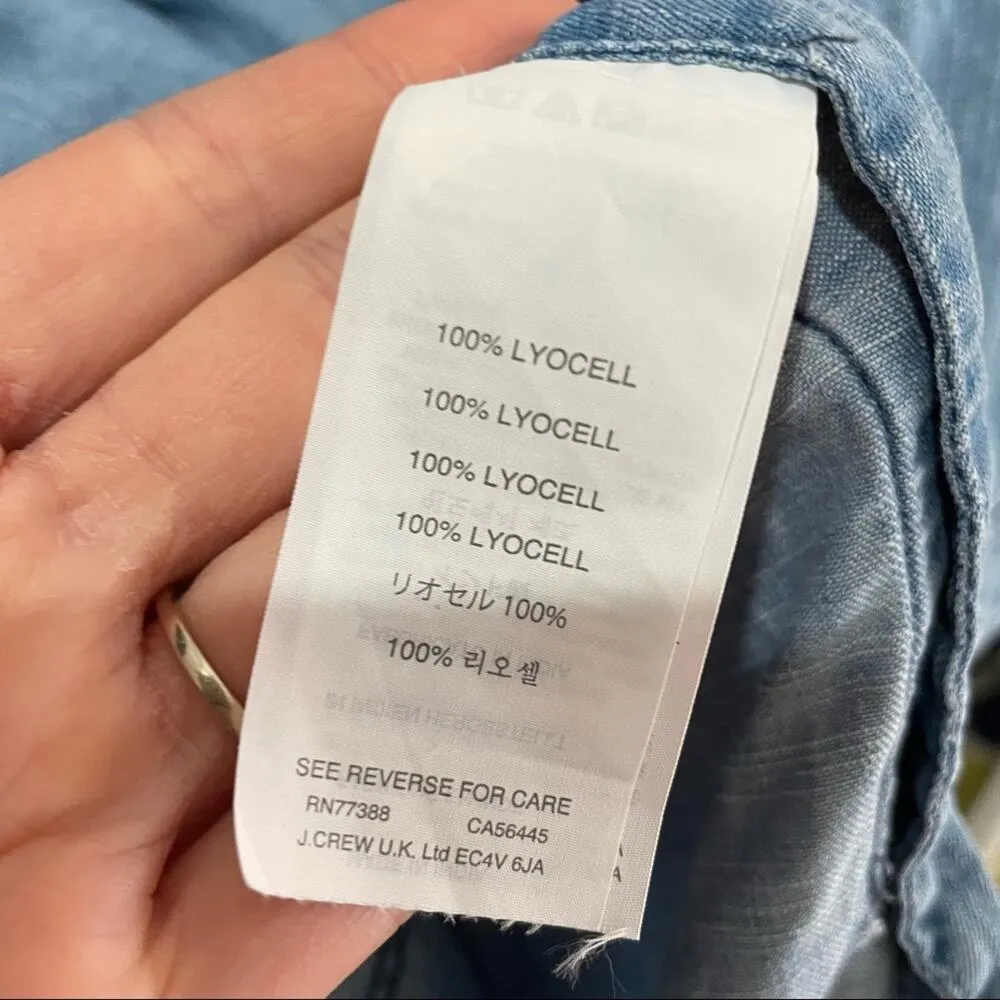 100% LYOCELL
100% LYOCELL
100% LYOCELL
100% LYOCELL
リオセル 100%
100% 리오셀
SEE REVERSE FOR CARE
RN77388 CA56445
J.CREW U.K. Ltd EC4V 6JA